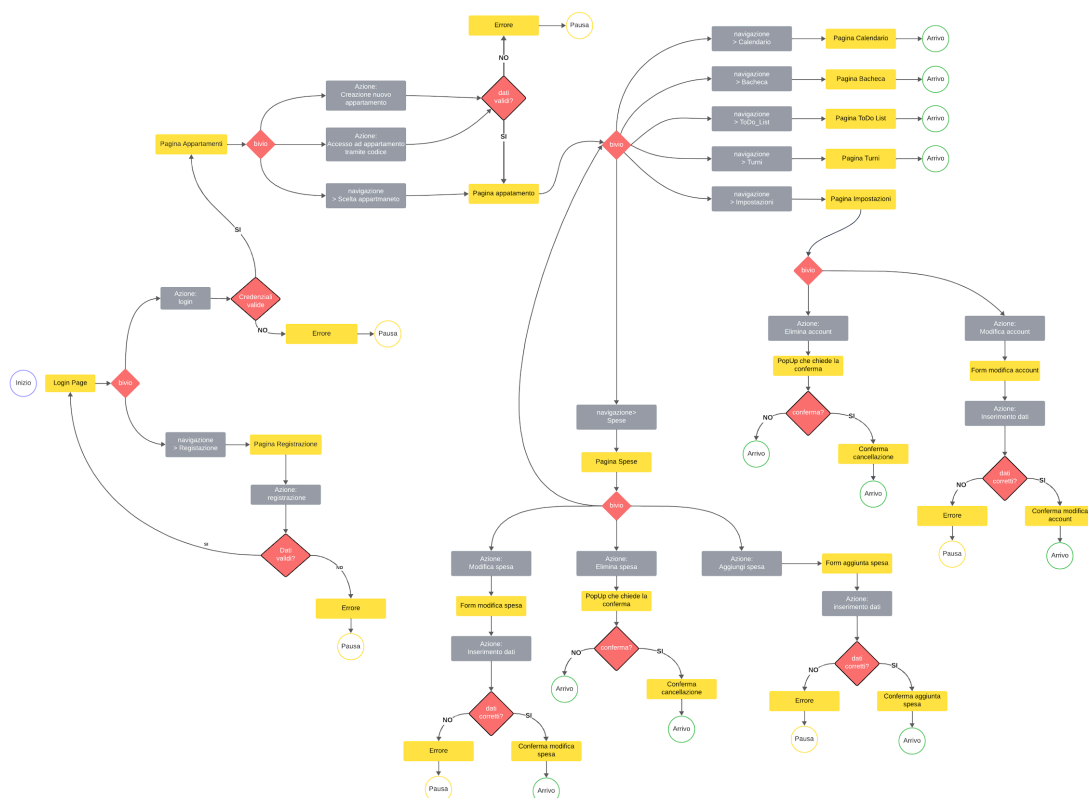 Errore
Pausa
NO
navigazione
> Calendario
Pagina Calendario
Arrivo
navigazione
> Bacheca
Pagina Bacheca
Arrivo
Azione:
Creazione nuovo
appartamento
dati
validi?
navigazione
> ToDo_List
Pagina ToDo List
Arrivo
Pagina Appartamenti
bivio
Azione:
Accesso ad appartamento
tramite codice
SI
bivio
navigazione
> Turni
Pagina Turni
Arrivo
navigazione
> Scelta appartmaneto
Pagina appatamento
navigazione
> Impostazioni
Pagina Impostazioni
SI
bivio
Azione:
login
Credenziali
valide
NO
Errore
Pausa
Azione:
Elimina account
Azione:
Modifica account
PopUp che chiede la
conferma
Form modifica account
Inizio
Login Page
bivio
navigazione
> Registazione
Pagina Registrazione
navigazione>
Spese
NO
conferma?
SI
Azione:
Inserimento dati
Arrivo
Conferma
cancellazione
Arrivo
Pagina Spese
Azione:
registrazione
bivio
NO
dati
corretti?
SI
Errore
Conferma modifica
account
Pausa
Arrivo
SI
Dati
validi?
NO
Errore
Pausa
Azione:
Modifica spesa
Azione:
Elimina spesa
Azione:
Aggiungi spesa
Form aggiunta spesa
Form modifica spesa
PopUp che chiede la
conferma
Azione:
inserimento dati
Azione:
Inserimento dati
NO
conferma?
SI
Arrivo
Conferma
cancellazione
Arrivo
NO
dati
corretti?
SI
Errore
Conferma aggiunta
spesa
Pausa
Arrivo
NO
dati
corretti?
SI
Errore
Conferma modifica
spesa
Pausa
Arrivo